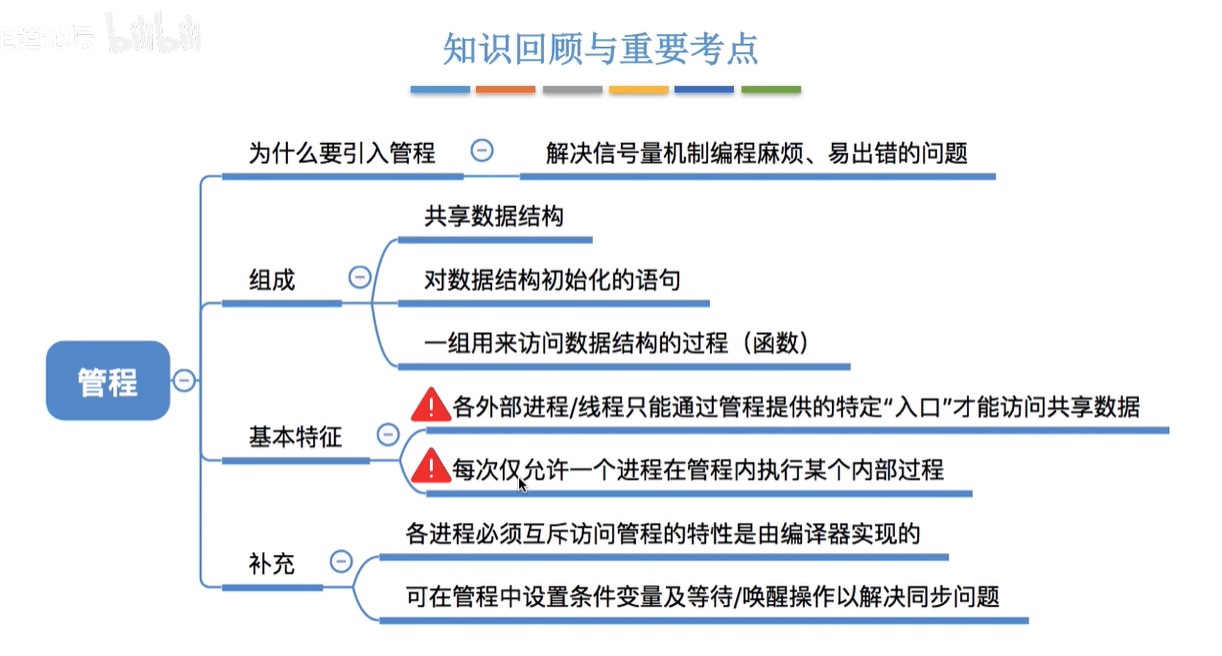 bilibili
知识回顾与重要考点
为什么要引入管程
解决信号量机制编程麻烦、易出错的问题
共享数据结构
组成
对数据结构初始化的语句
一组用来访问数据结构的过程（函数）
管程
各外部进程/线程只能通过管程提供的特定“入口”才能访问共享数据
基本特征
每次仅允许一个进程在管程内执行某个内部过程
各进程必须互斥访问管程的特性是由编译器实现的
补充
可在管程中设置条件变量及等待/唤醒操作以解决同步问题